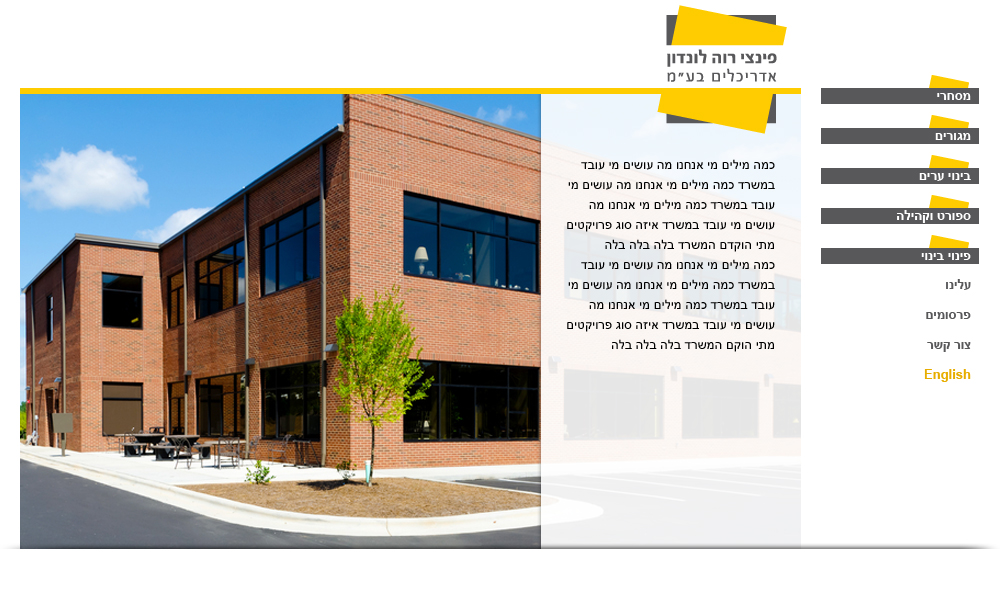 פינצי רוה לונדון
אדריכלים בע״מ
מסחרי
מגורים
בינוי ערים
ספורט וקהילה
פינוי בינוי
עלינו
פרסומים
צור קשר
English
כמה מילים מי אנחנו מה עושים מי עובד
במשרד כמה מילים מי אנחנו מה עושים מי
עובד במשרד כמה מילים מי אנחנו מה
עושים מי עובד במשרד איזה סוג פרויקטים
מתי הוקדם המשרד בלה בלה בלה
כמה מילים מי אנחנו מה עושים מי עובד
במשרד כמה מילים מי אנחנו מה עושים מי
עובד במשרד כמה מילים מי אנחנו מה
עושים מי עובד במשרד איזה סוג פרויקטים
מתי הוקם המשרד בלה בלה בלה